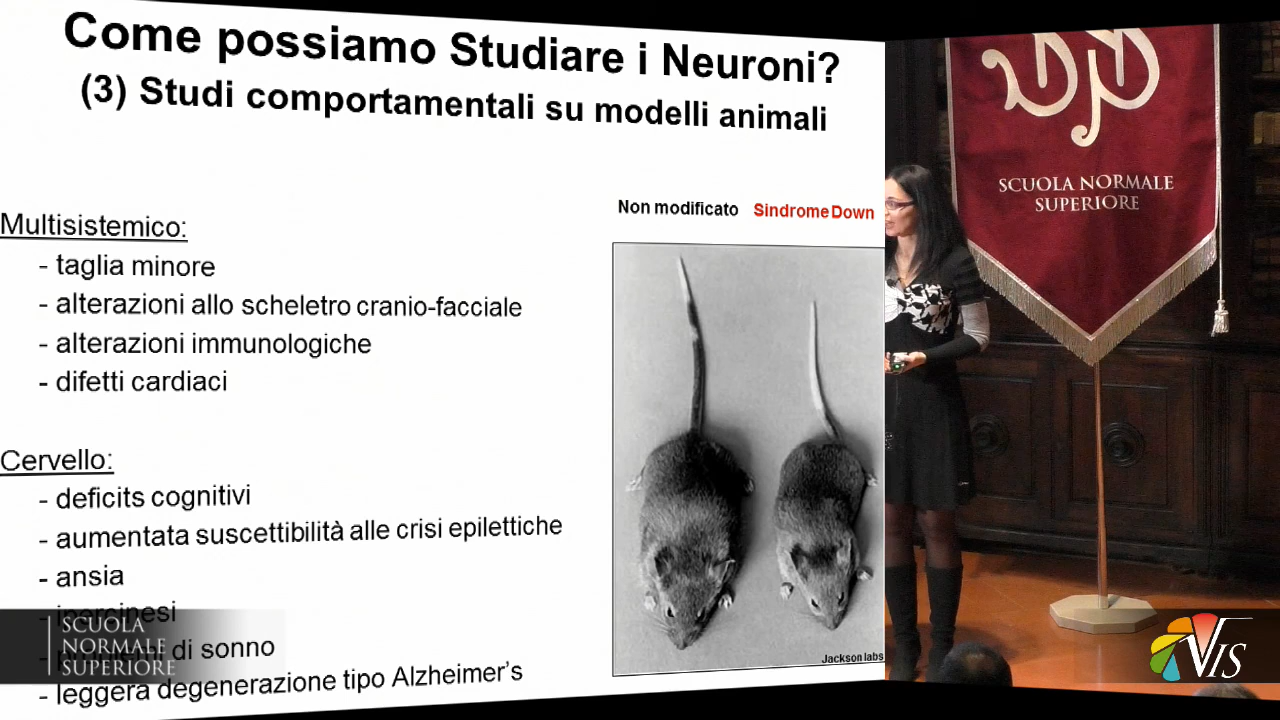 Come possiamo Studiare i Neuroni?
(3) Studi comportamentali su modelli animali
Multisistemico:
- taglia minore
- alterazioni allo scheletro cranio-facciale
- alterazioni immunologiche
- difetti cardiaci
Cervello:
- deficits cognitivi
- aumentata suscettibilità alle crisi epilettiche
- ansia
- ipercinesi
- problemi di sonno
- leggera degenerazione tipo Alzheimer's
Non modificato Sindrome Down
Jackson labs
SCUOLA NORMALE
SUPERIORE
SCUOLA
NORMALE
SUPERIORE
VIS